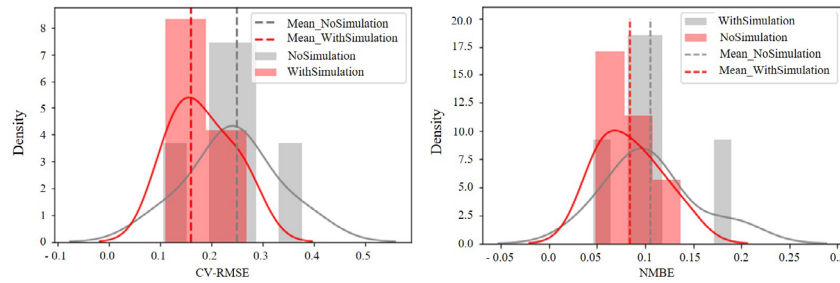 8
7
6
5
4
3
2
1
0
Density
- 0.1
0.0
0.1
0.2
0.3
0.4
0.5
CV-RMSE
Mean_NoSimulation
Mean_WithSimulation
NoSimulation
WithSimulation
20.0
17.5
15.0
12.5
10.0
7.5
5.0
2.5
0.0
Density
-0.05
0.0
0.05
0.1
0.15
0.2
0.25
NMBE
WithSimulation
NoSimulation
Mean_NoSimulation
Mean_WithSimulation